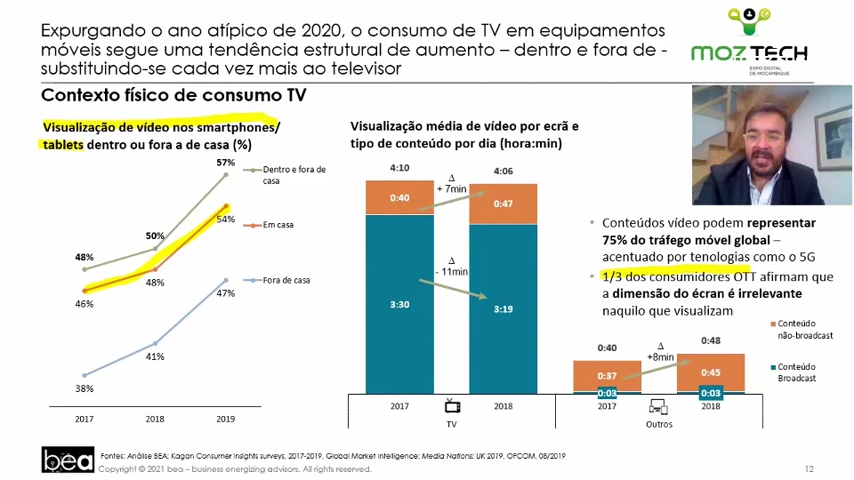 Expurgando o ano atípico de 2020, o consumo de TV em equipamentos
móveis segue uma tendência estrutural de aumento – dentro e fora de -
substituindo-se cada vez mais ao televisor
MOZTECH
EXPO DIGITAL
DE MOÇAMBIQUE
Contexto físico de consumo TV
Visualização de vídeo nos smartphones/
tablets dentro ou fora a de casa (%)
57%
Dentro e fora de
casa
54%
Em casa
50%
48%
48%
46%
47%
Fora de casa
41%
38%
2017
2018
2019
Visualização média de vídeo por ecrã e
tipo de conteúdo por dia (hora:min)
4:10
4:06
Δ
+ 7min
0:40
0:47
Δ
- 11min
3:30
3:19
0:40
0:48
Δ
+8min
0:37
0:45
0:03
0:03
2017
2018
2017
2018
TV
Outros
• Conteúdos vídeo podem representar
75% do tráfego móvel global –
acentuado por tenologias como o 5G
• 1/3 dos consumidores OTT afirmam que
a dimensão do écran é irrelevante
naquilo que visualizam
Conteúdo
não-broadcast
Conteúdo
Broadcast
bea
Fontes: Análise BEA; Kagan Consumer Insights surveys, 2017-2019, Global Market Intelligence; Media Nations: UK 2019, OFCOM, 08/2019
Copyright © 2021 bea – business energizing advisors. All rights reserved.
12